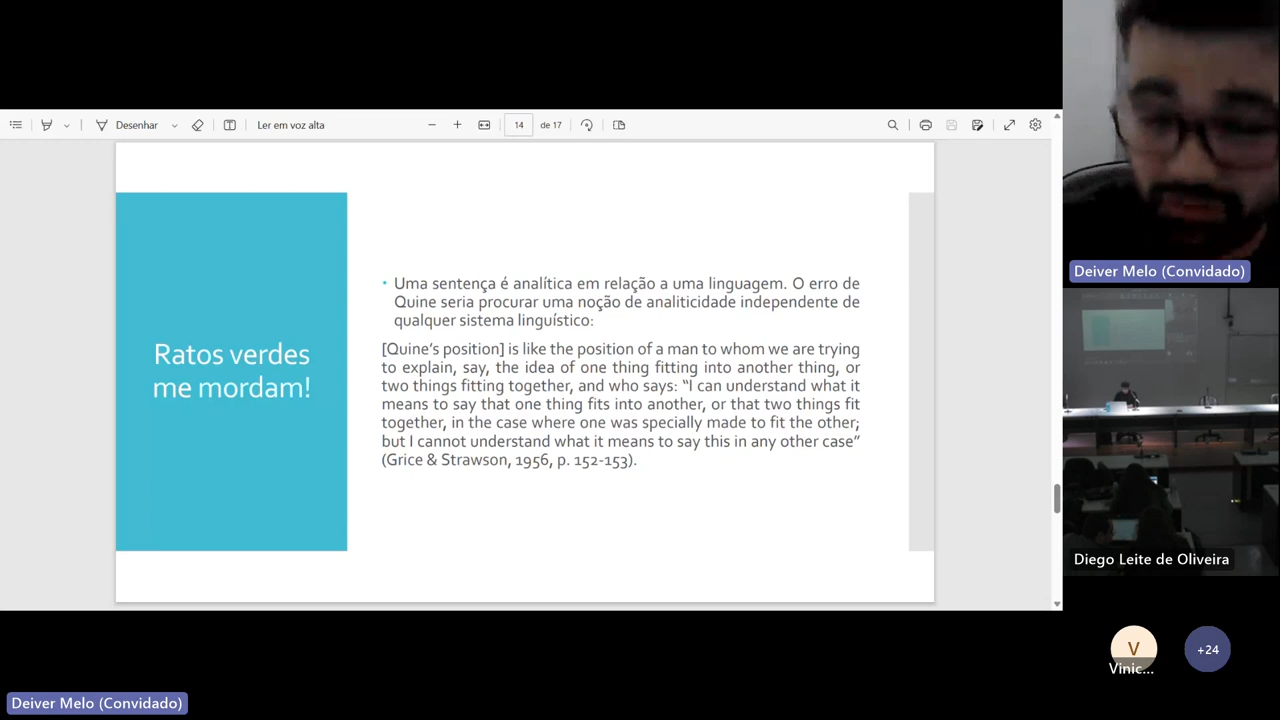 Desenhar
Ler em voz alta
14
de 17
Ratos verdes
me mordam!
• Uma sentença é analítica em relação a uma linguagem. O erro de
Quine seria procurar uma noção de analiticidade independente de
qualquer sistema linguístico:
[Quine's position] is like the position of a man to whom we are trying
to explain, say, the idea of one thing fitting into another thing, or
two things fitting together, and who says: “I can understand what it
means to say that one thing fits into another, or that two things fit
together, in the case where one was specially made to fit the other;
but I cannot understand what it means to say this in any other case”
(Grice & Strawson, 1956, p. 152-153).
Deiver Melo (Convidado)
Diego Leite de Oliveira
V
Vinic...
+24
Deiver Melo (Convidado)